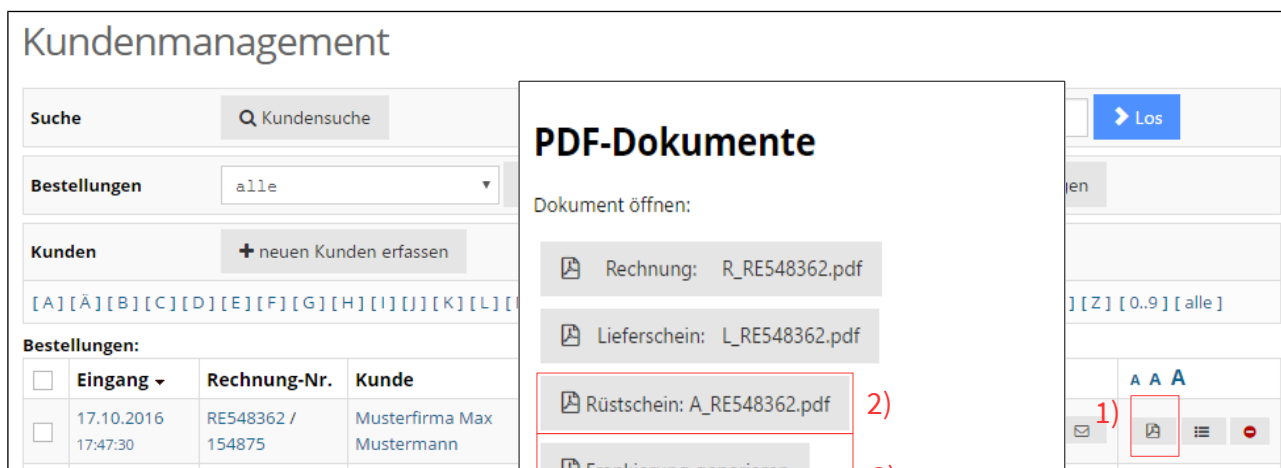 Kundenmanagement
Suche
Kundensuche
Los
Bestellungen
alle
Kunden
+ neuen Kunden erfassen
[ A ] [ Ä ] [ B ] [ C ] [ D ] [ E ] [ F ] [ G ] [ H ] [ I ] [ J ] [ K ] [ L ] [
] [ Z ] [ 0..9 ] [ alle ]
Bestellungen:
Eingang Rechnung-Nr. Kunde
A A A
17.10.2016 RE548362 / Musterfirma Max
17:47:30 154875 Mustermann
1)
PDF-Dokumente
Dokument öffnen:
Rechnung: R_RE548362.pdf
Lieferschein: L_RE548362.pdf
Rüstschein: A_RE548362.pdf
2)
Frankierung generieren